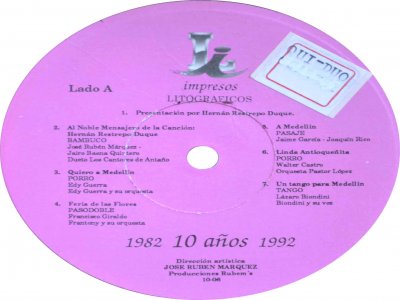 impresos
LITOGRAFICOS
Lado A
1. Presentación por Hernán Restrepo Duque.
2. Al Noble Mensajero de la Canción:
Hernán Restrepo Duque
BAMBUCO
José Rubén Márquez -
Jairo Baena Quintero
Dueto Los Cantores de Antaño
3. Quiero a Medellín
PORRO
Edy Guerra
Edy Guerra y su orquesta
4. Feria de las Flores
PASODOBLE
Francisco Giraldo
Frantony y su orquesta
5. A Medellín
PASAJE
Jaime García - Joaquín Rico
6. Linda Antioqueñita
PORRO
Walter Castro
Orquesta Pastor López
7. Un tango para Medellín
TANGO
Lázaro Biondini
Biondini y su vos
1982 10 años 1992
Dirección artística
JOSE RUBEN MARQUEZ
Producciones Rubem's
10-06